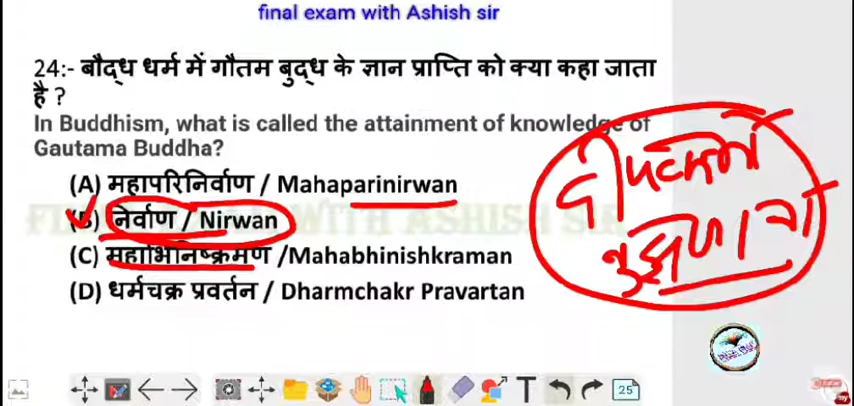 final exam with Ashish sir
24:- बौद्ध धर्म में गौतम बुद्ध के ज्ञान प्राप्ति को क्या कहा जाता
है ?
In Buddhism, what is called the attainment of knowledge of
Gautama Buddha?
(A) महापरिनिर्वाण / Mahaparinirwan
(B) निर्वाण / Nirwan
(C) महाभिनिष्क्रमण /Mahabhinishkraman
(D) धर्मचक्र प्रवर्तन / Dharmchakr Pravartan
T
25